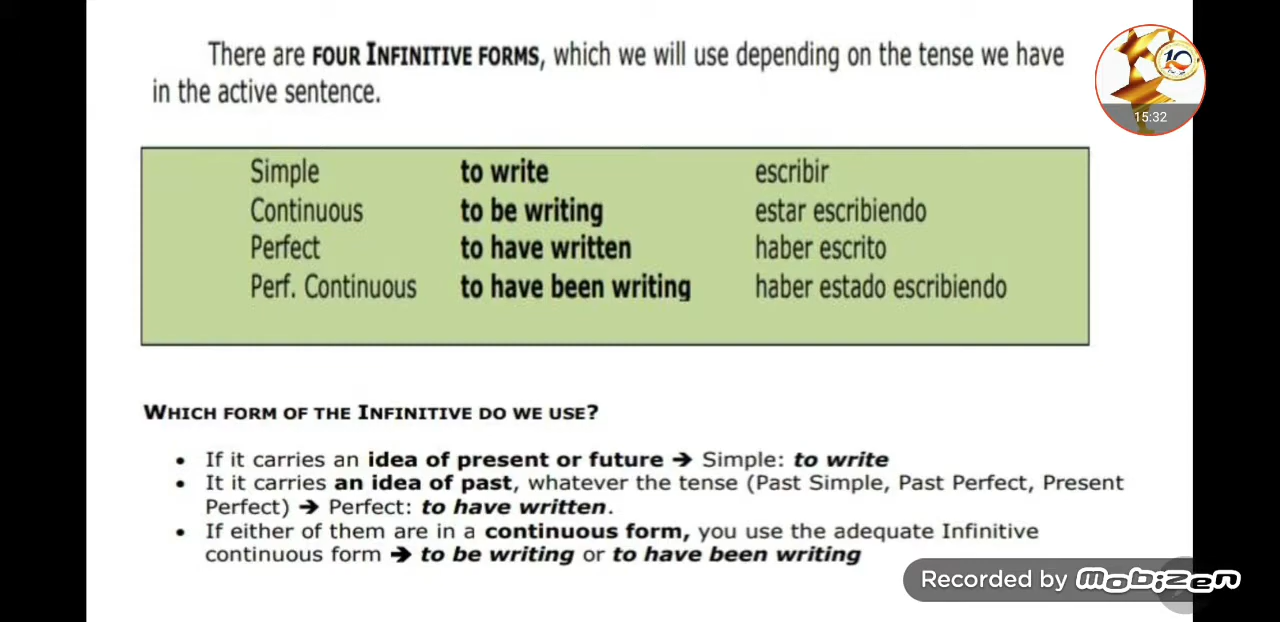 There are FOUR INFINITIVE FORMS, which we will use depending on the tense we have
in the active sentence.
10
15:32
Simple to write escribir
Continuous to be writing estar escribiendo
Perfect to have written haber escrito
Perf. Continuous to have been writing haber estado escribiendo
WHICH FORM OF THE INFINITIVE DO WE USE?
• If it carries an idea of present or future ➔ Simple: to write
• It it carries an idea of past, whatever the tense (Past Simple, Past Perfect, Present
Perfect) ➔ Perfect: to have written.
• If either of them are in a continuous form, you use the adequate Infinitive
continuous form ➔ to be writing or to have been writing
Recorded by mobizen